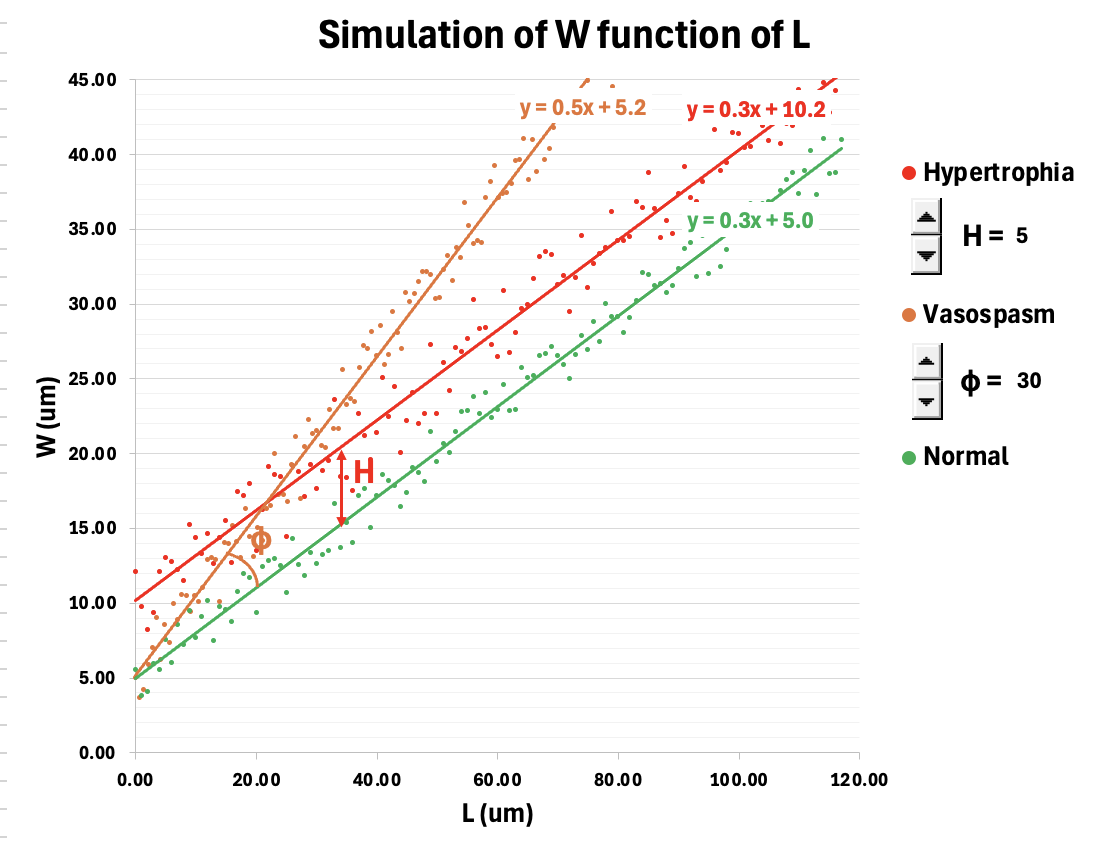 Simulation of W function of L
45.00
40.00
35.00
30.00
25.00
20.00
15.00
10.00
5.00
0.00
W (um)
y = 0.5x + 5.2
y = 0.3x + 10.2
y = 0.3x + 5.0
H
ϕ
0.00 20.00 40.00 60.00 80.00 100.00 120.00
L (um)
Hypertrophia
H = 5
Vasospasm
ϕ = 30
Normal